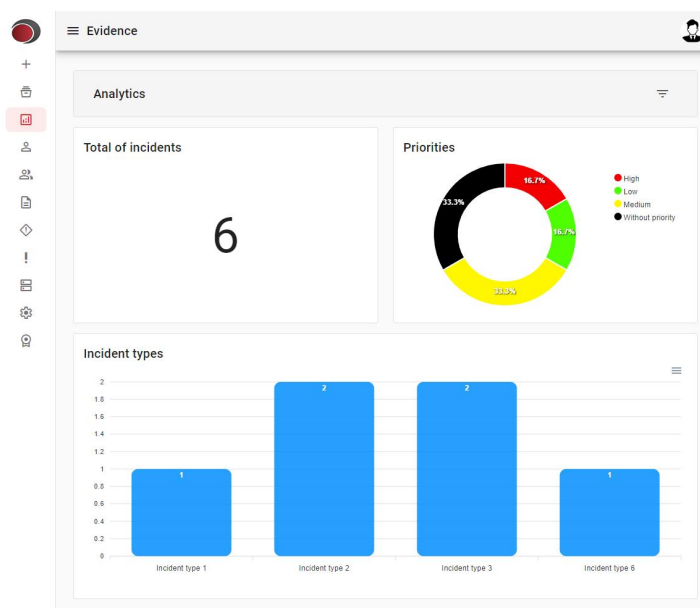 Evidence
Analytics
Total of incidents
6
Priorities
16.7%
16.7%
33.3%
33.3%
High
Low
Medium
Without priority
Incident types
2
1.8
1.6
1.4
1.2
1
0.8
0.6
0.4
0.2
0
1
2
2
1
Incident type 1
Incident type 2
Incident type 3
Incident type 6